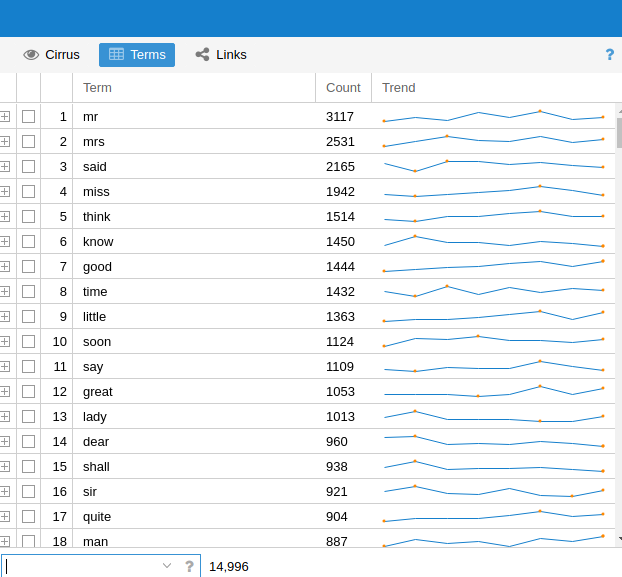 Cirrus Terms Links ?
Term Count Trend
1 mr 3117
2 mrs 2531
3 said 2165
4 miss 1942
5 think 1514
6 know 1450
7 good 1444
8 time 1432
9 little 1363
10 soon 1124
11 say 1109
12 great 1053
13 lady 1013
14 dear 960
15 shall 938
16 sir 921
17 quite 904
18 man 887
? 14,996